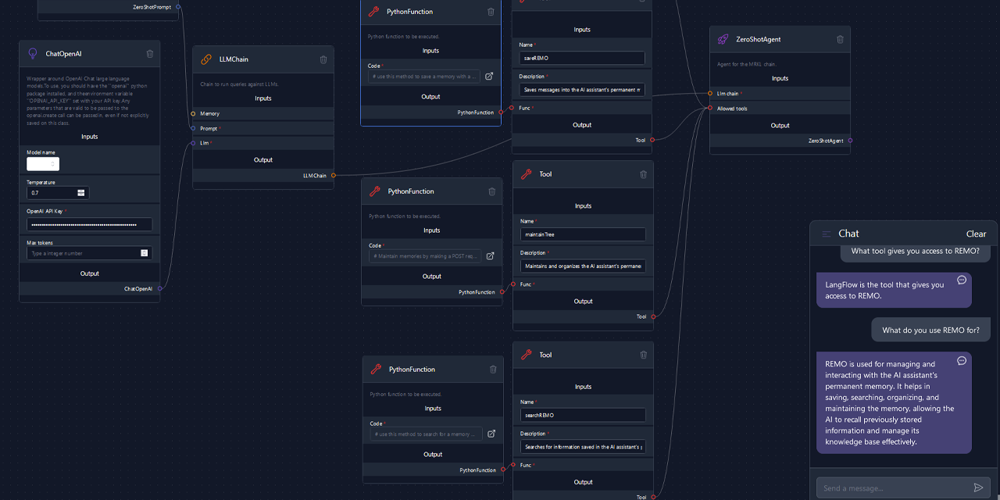 ZeroShotPrompt
ChatOpenAI
Wrapper around OpenAI Chat large language
models.To use, you should have the ``openai`` python
package installed, and theenvironment variable
``OPENAI_API_KEY`` set with your API key.Any
parameters that are valid to be passed to the
openai.create call can be passedin, even if not explicitly
saved on this class.
Inputs
Model name
Temperature
0.7
OpenAI API Key *
Max tokens
Type a integer number
Output
ChatOpenAI
LLMChain
Chain to run queries against LLMs.
Inputs
Memory
Prompt *
Llm *
Output
LLMChain
PythonFunction
Python function to be executed.
Inputs
Code *
# use this method to save a memory with a ...
Output
PythonFunction
PythonFunction
Python function to be executed.
Inputs
Code *
# Maintain memories by making a POST req...
Output
PythonFunction
PythonFunction
Python function to be executed.
Inputs
Code *
# use this method to search for a memory ...
Output
PythonFunction
Inputs
Name *
saveREMO
Description *
Saves messages into the AI assistant's permanent m
Func *
Output
Tool
Tool
Inputs
Name *
maintainTree
Description *
Maintains and organizes the AI assistant's permane
Func *
Output
Tool
Tool
Inputs
Name *
searchREMO
Description *
Searches for information saved in the AI assistant's
Func *
Output
Tool
ZeroShotAgent
Agent for the MRKL chain.
Inputs
Llm chain *
Allowed tools
Output
ZeroShotAgent
Chat
Clear
What tool gives you access to REMO?
LangFlow is the tool that gives you
access to REMO.
What do you use REMO for?
REMO is used for managing and
interacting with the AI assistant's
permanent memory. It helps in
saving, searching, organizing, and
maintaining the memory, allowing the
AI to recall previously stored
information and manage its
knowledge base effectively.
Send a message...